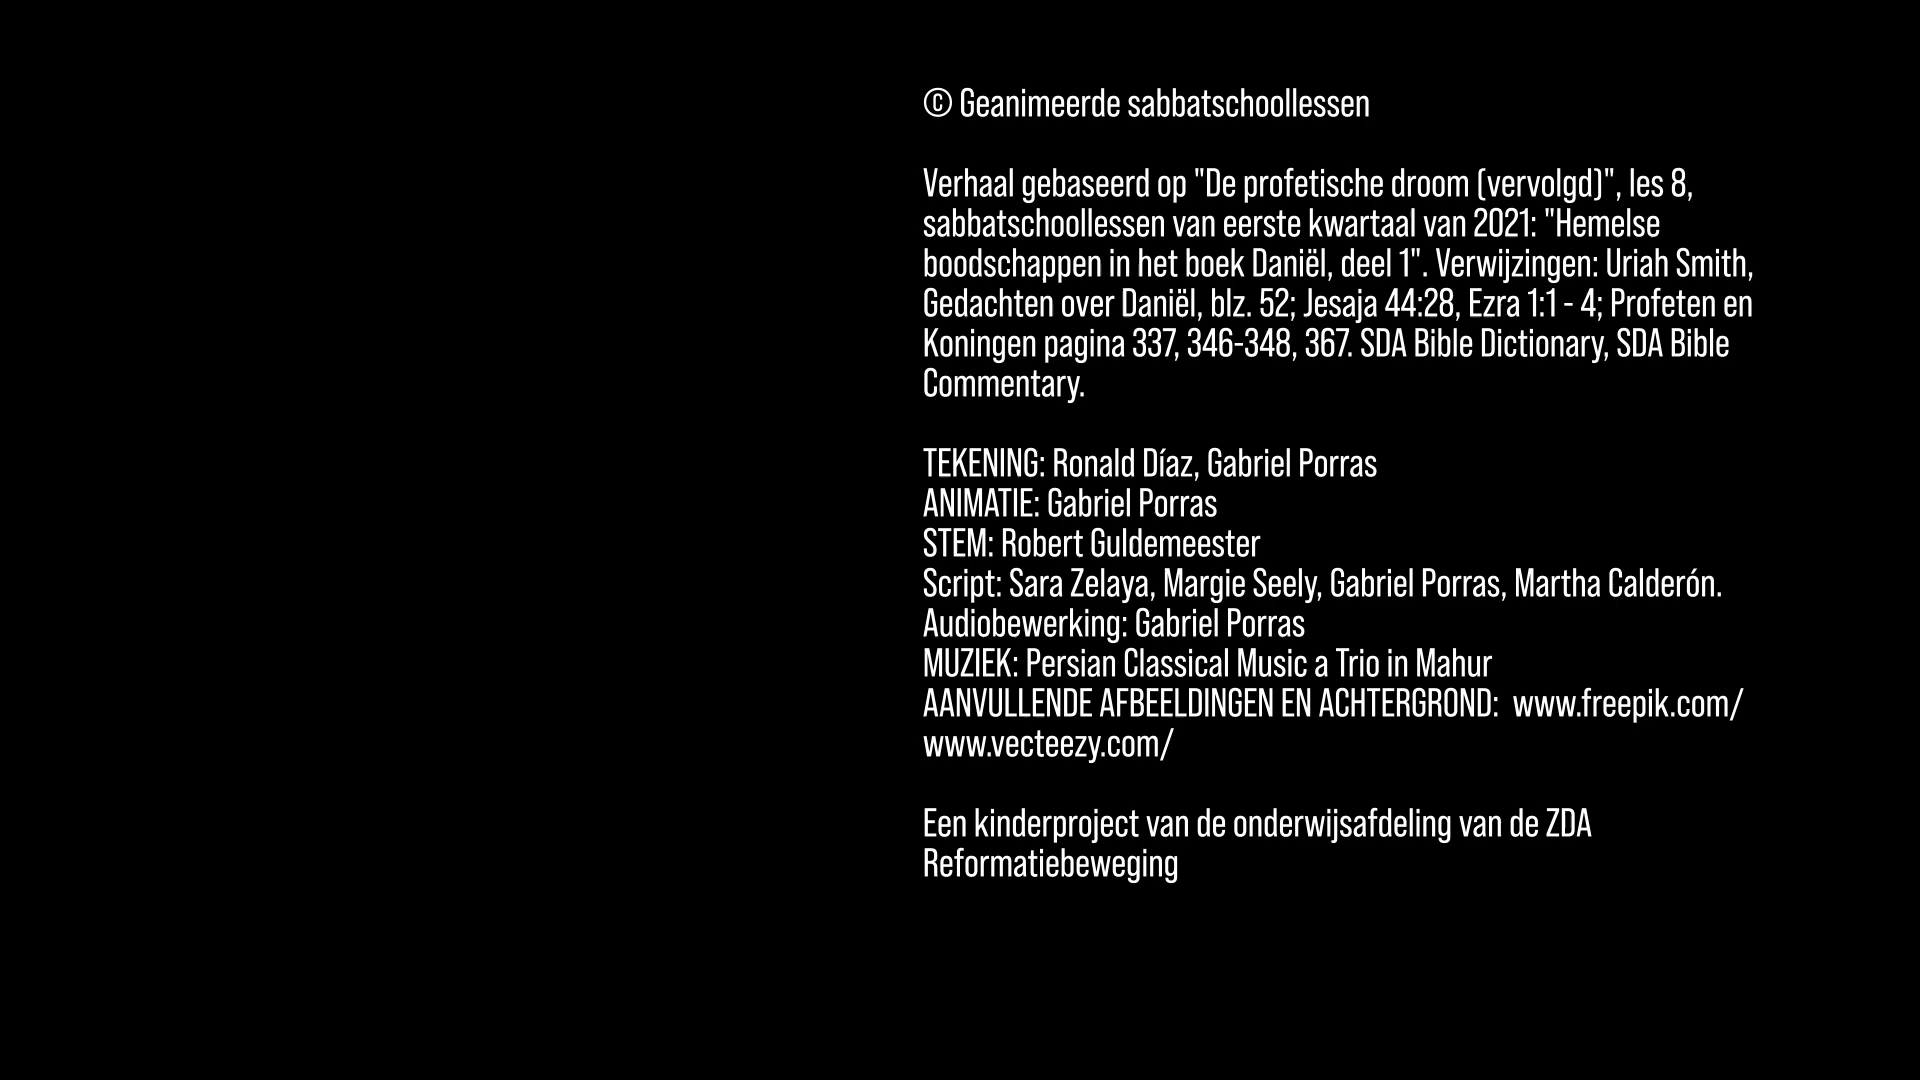 © Geanimeerde sabbatschoollessen
Verhaal gebaseerd op "De profetische droom (vervolgd)", les 8,
sabbatschoollessen van eerste kwartaal van 2021: "Hemelse
boodschappen in het boek Daniël, deel 1". Verwijzingen: Uriah Smith,
Gedachten over Daniël, blz. 52; Jesaja 44:28, Ezra 1:1 - 4; Profeten en
Koningen pagina 337, 346-348, 367. SDA Bible Dictionary, SDA Bible
Commentary.
TEKENING: Ronald Díaz, Gabriel Porras
ANIMATIE: Gabriel Porras
STEM: Robert Guldemeester
Script: Sara Zelaya, Margie Seely, Gabriel Porras, Martha Calderón.
Audiobewerking: Gabriel Porras
MUZIEK: Persian Classical Music a Trio in Mahur
AANVULLENDE AFBEELDINGEN EN ACHTERGROND:  www.freepik.com/
www.vecteezy.com/
Een kinderproject van de onderwijsafdeling van de ZDA
Reformatiebeweging